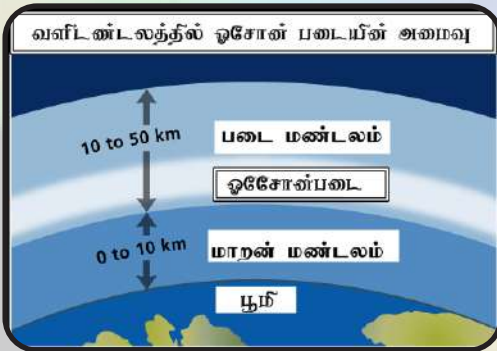 வளிடண்டலத்தில் ஓசோன் படையின் அமைவு
10 to 50 km
படை மண்டலம்
ஓசோன்படை
0 to 10 km
மாறன் மண்டலம்
பூமி